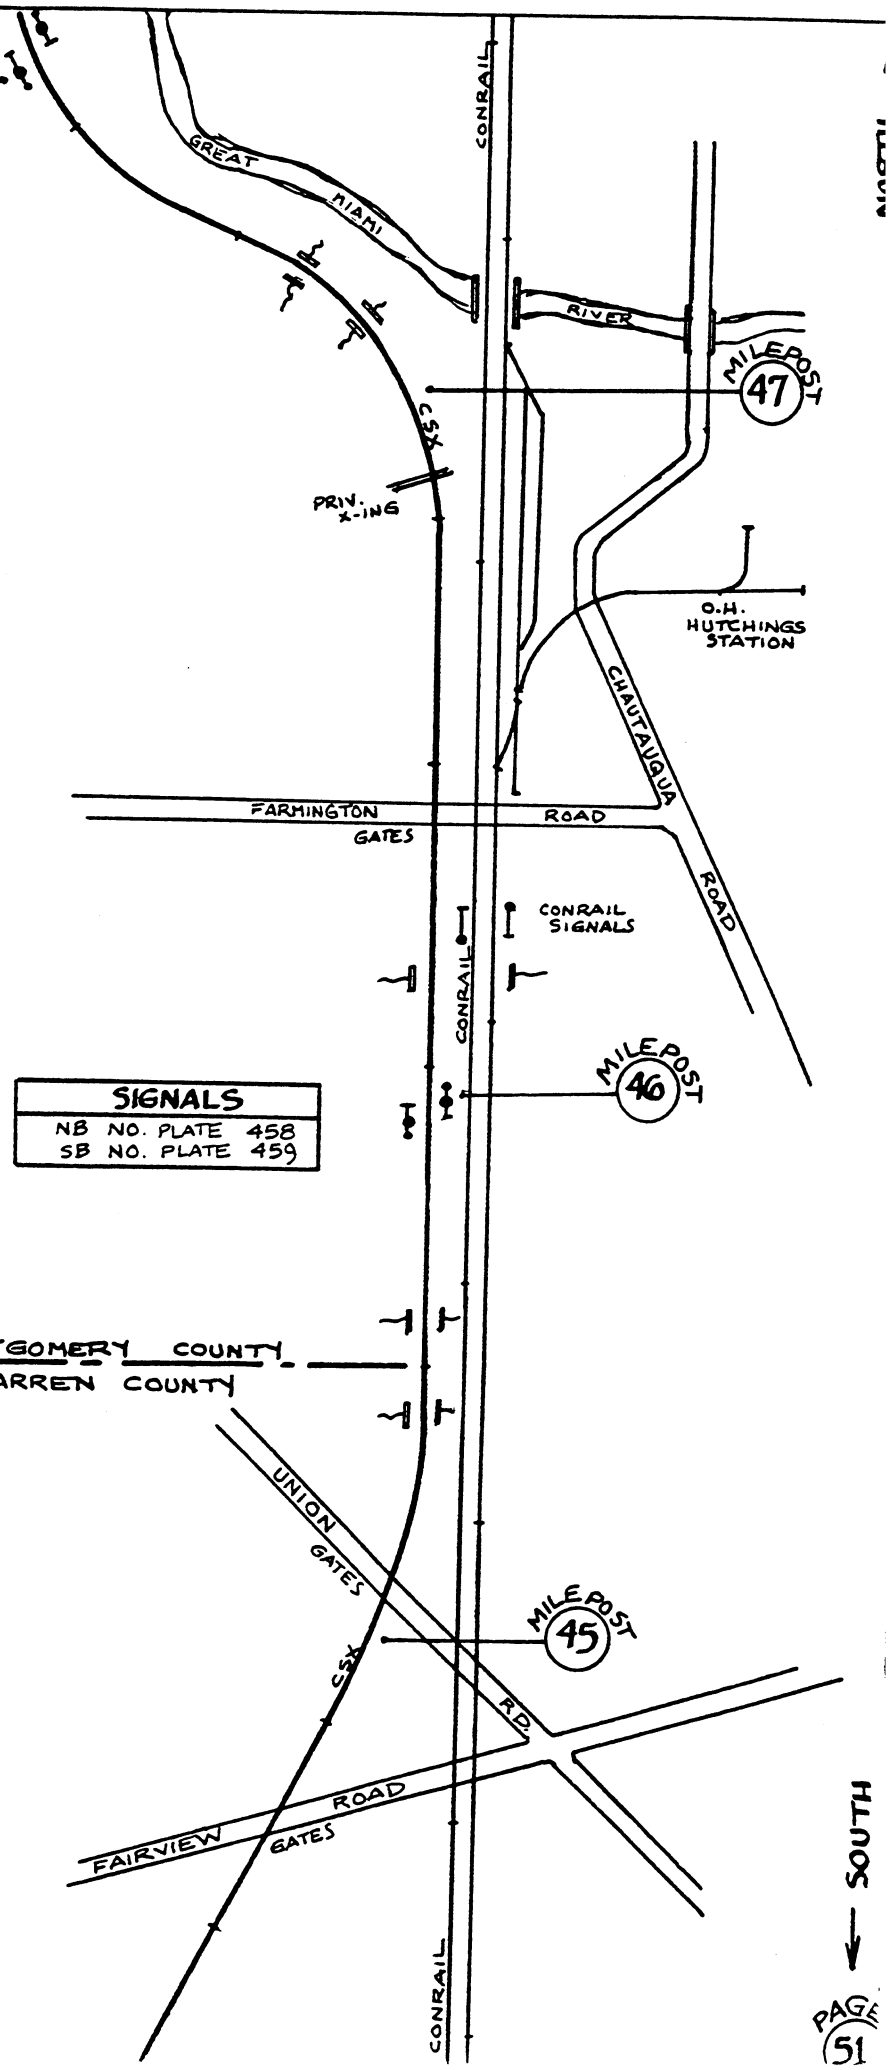 CONRAIL
GREAT
MIAMI
RIVER
MILEPOST
47
CSX
PRIV.
X-ING
O.H.
HUTCHINGS
STATION
CHAUTAUQUA
ROAD
FARMINGTON ROAD
GATES
CONRAIL
SIGNALS
CONRAIL
MILEPOST
46
SIGNALS
NB NO. PLATE 458
SB NO. PLATE 459
TGOMERY COUNTY
ARREN COUNTY
UNION RD.
GATES
MILEPOST
45
CSX
FAIRVIEW ROAD
GATES
CONRAIL
SOUTH
PAGE
51